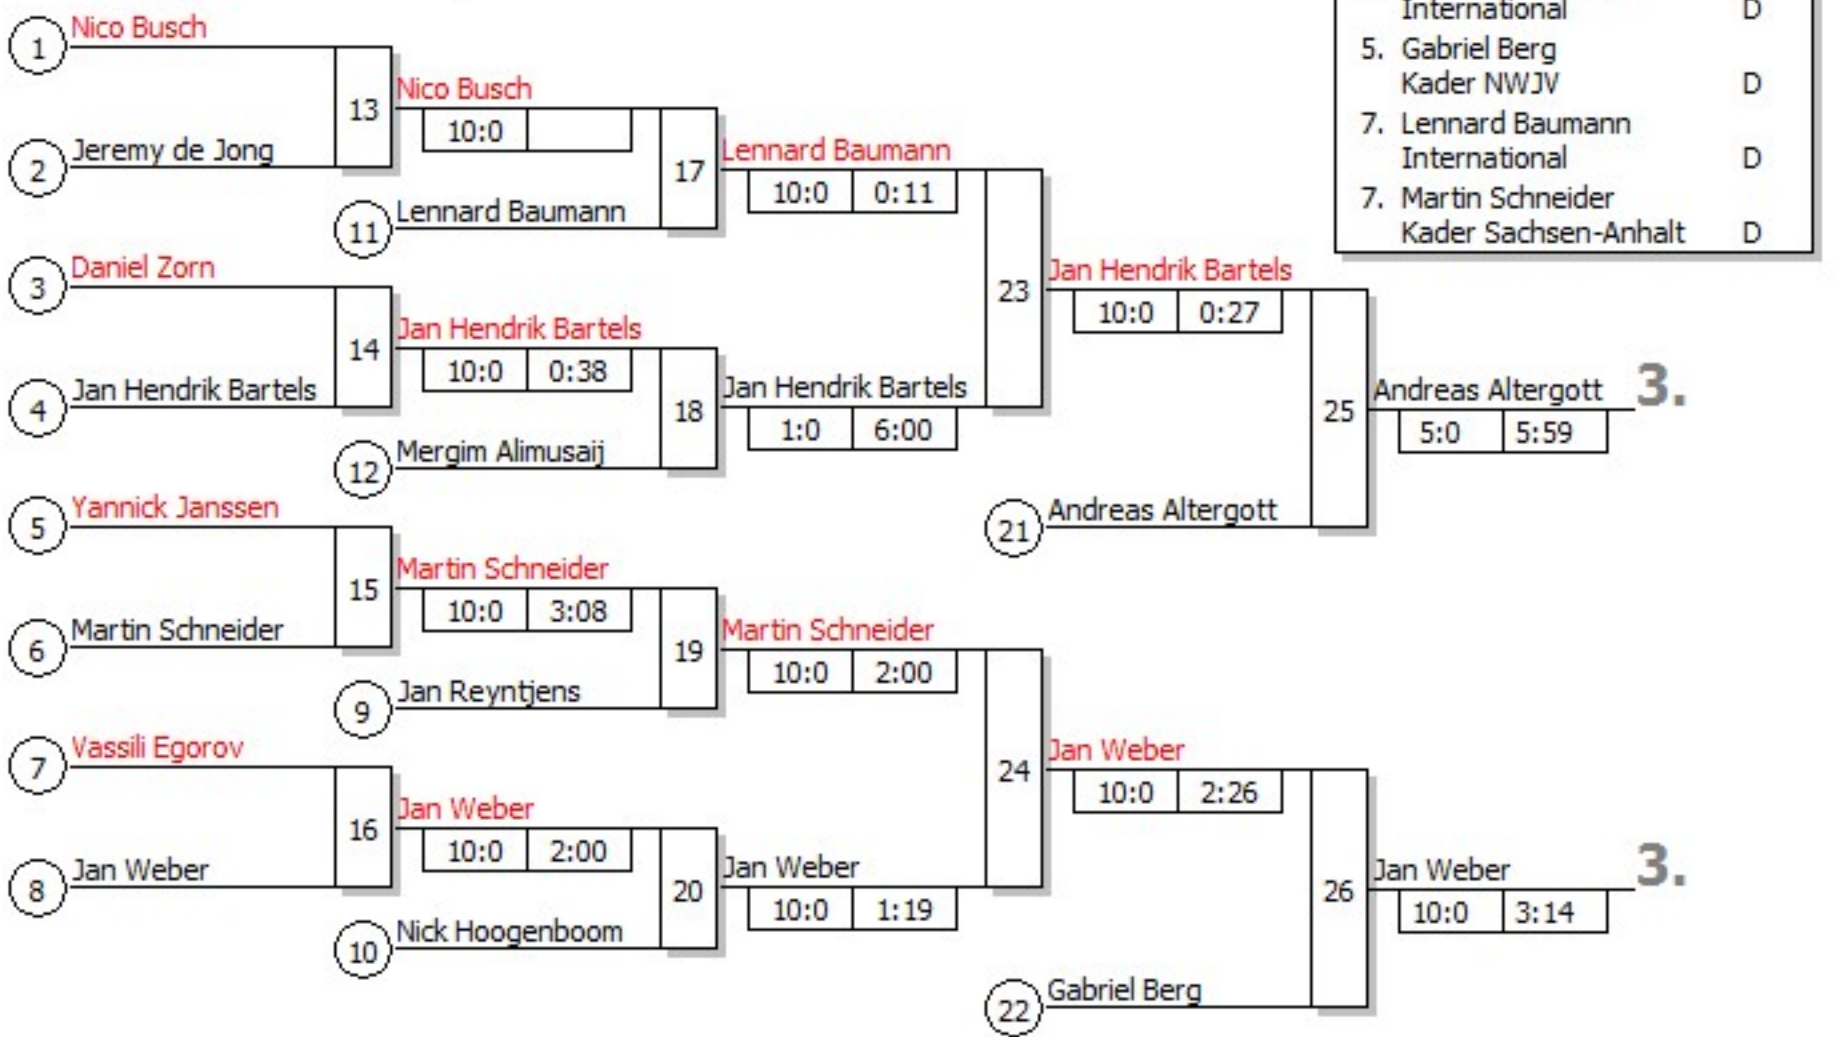 International D
5. Gabriel Berg
Kader NWJV D
7. Lennard Baumann
International D
7. Martin Schneider
Kader Sachsen-Anhalt D
1 Nico Busch
13
2 Jeremy de Jong
Nico Busch
10:0
17
11 Lennard Baumann
Lennard Baumann
10:0 0:11
3 Daniel Zorn
14
4 Jan Hendrik Bartels
Jan Hendrik Bartels
10:0 0:38
18
12 Mergim Alimusaij
Jan Hendrik Bartels
1:0 6:00
23
Jan Hendrik Bartels
10:0 0:27
25
21 Andreas Altergott
Andreas Altergott 3.
5:0 5:59
5 Yannick Janssen
15
6 Martin Schneider
Martin Schneider
10:0 3:08
19
9 Jan Reyntjens
Martin Schneider
10:0 2:00
7 Vassili Egorov
16
8 Jan Weber
Jan Weber
10:0 2:00
20
10 Nick Hoogenboom
Jan Weber
10:0 1:19
24
Jan Weber
10:0 2:26
26
22 Gabriel Berg
Jan Weber 3.
10:0 3:14